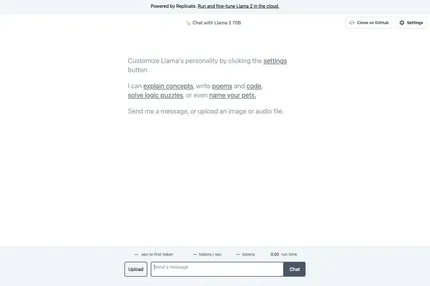 Powered by Replicate. Run and fine-tune Llama 2 in the cloud.
Chat with Llama 2 70B
Clone on GitHub
Settings
Customize Llama's personality by clicking the settings
button.
I can explain concepts, write poems and code,
solve logic puzzles, or even name your pets.
Send me a message, or upload an image or audio file.
— sec to first token — tokens / sec — tokens 0.00 run time
Upload
Send a message
Chat